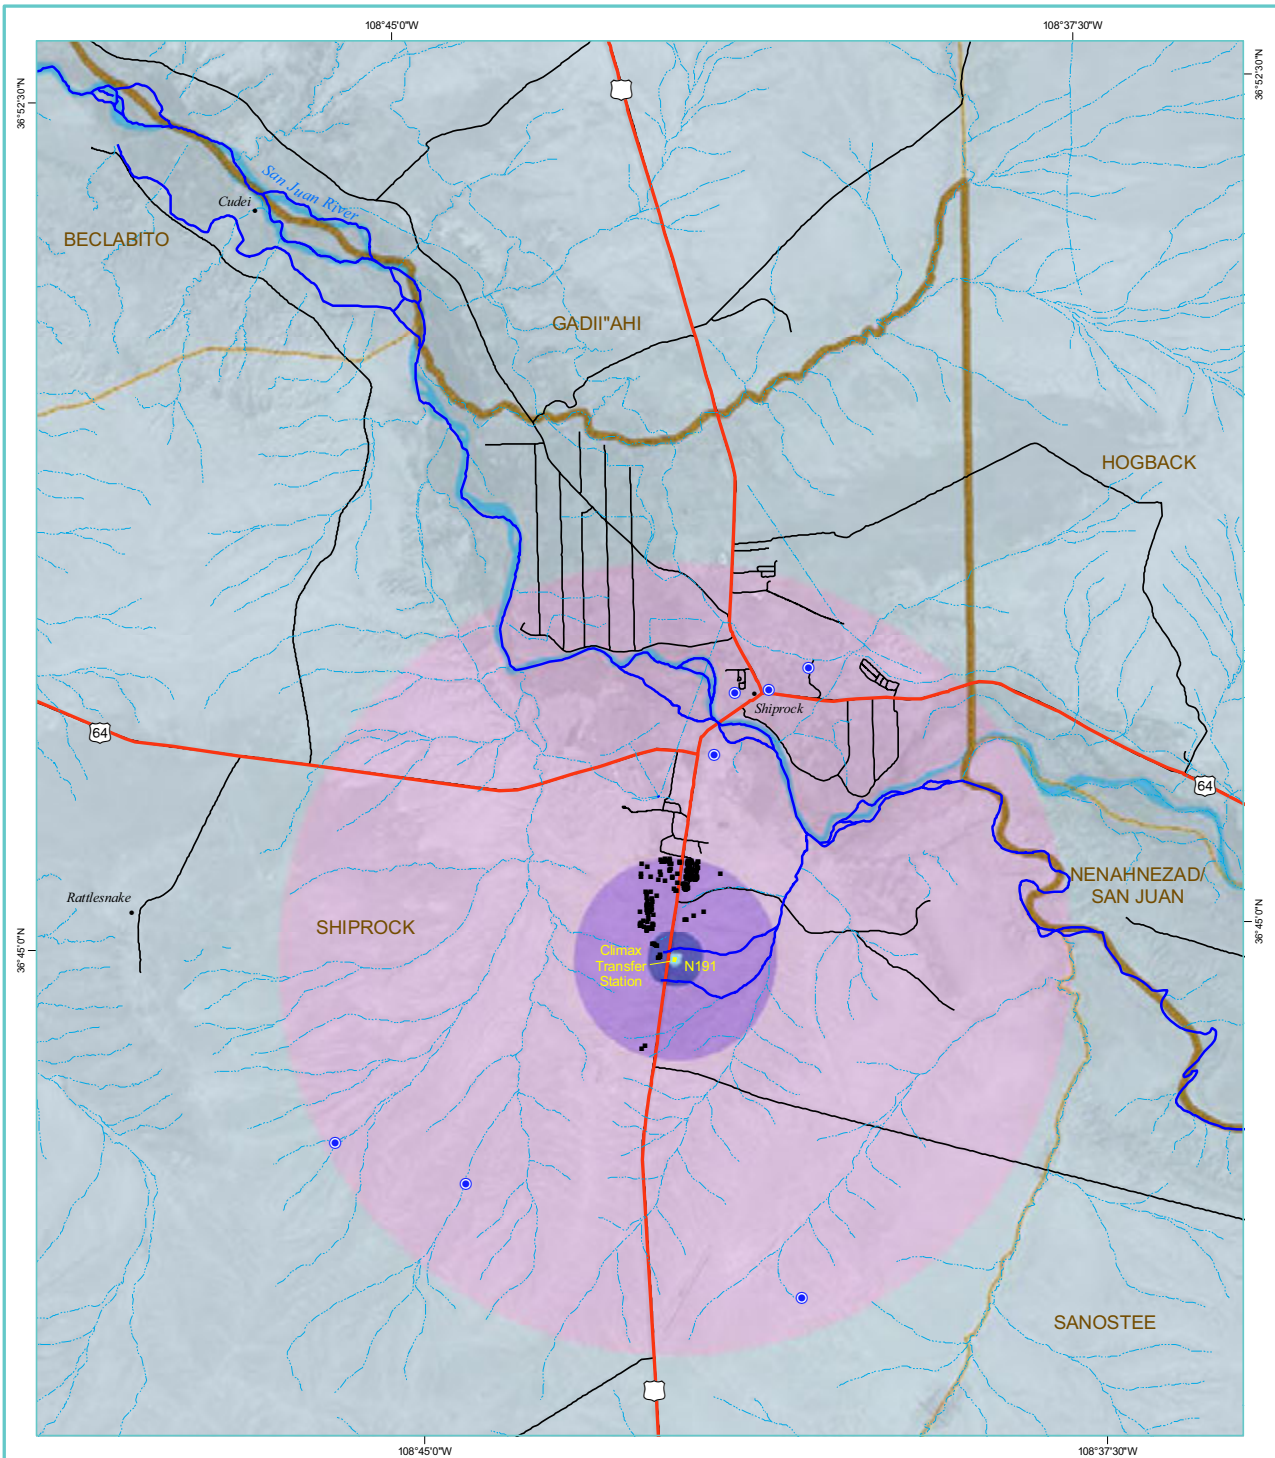 108°45'0"W
108°37'30"W
36°52'30"N
36°52'30"N
San Juan River
Cudei
BECLABITO
GADII"AHI
HOGBACK
64
Shiprock
64
Rattlesnake
SHIPROCK
NENAHNEZAD/
SAN JUAN
36°45'0"N
36°45'0"N
Climax
Transfer
Station
N191
SANOSTEE
108°45'0"W
108°37'30"W